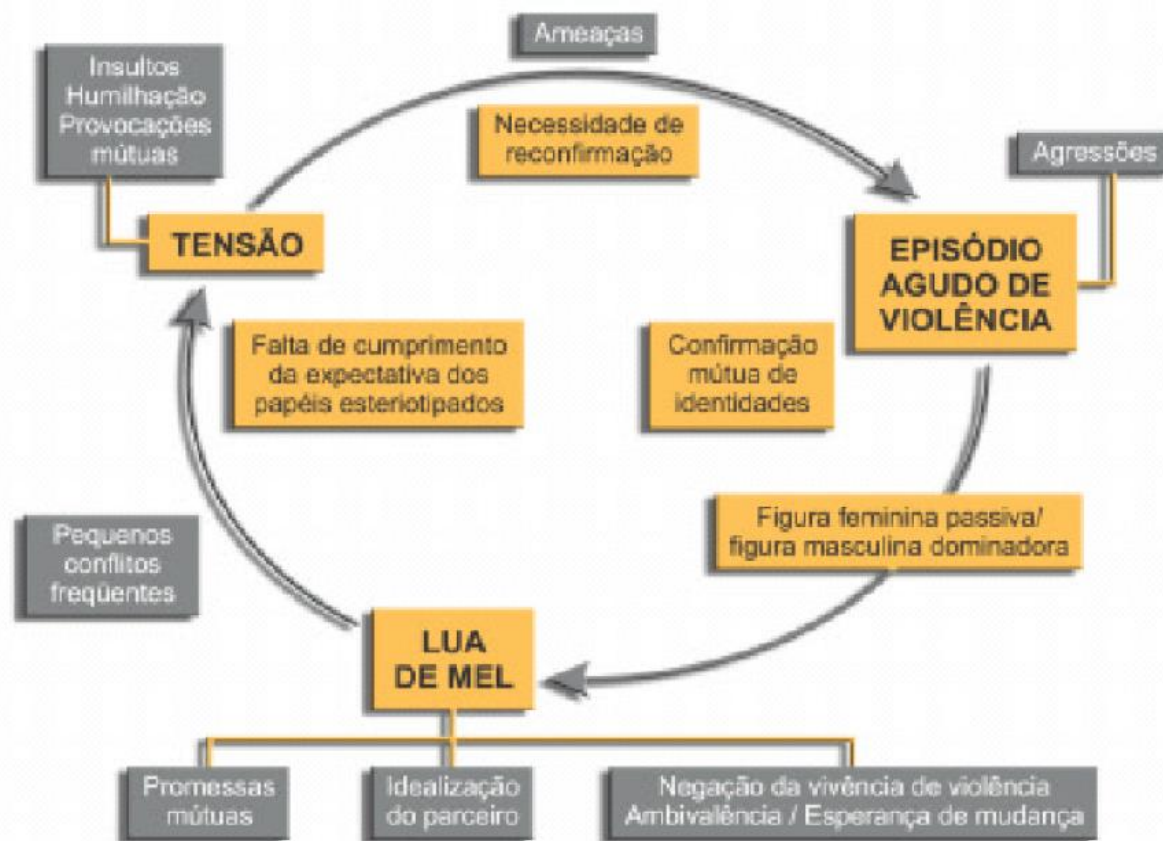 Ameaças
Insultos
Humilhação
Provocações
mútuas
Necessidade de
reconfirmação
Agressões
TENSÃO
EPISÓDIO
AGUDO DE
VIOLÊNCIA
Falta de cumprimento
da expectativa dos
papéis esteriotipados
Confirmação
mútua de
identidades
Figura feminina passiva/
figura masculina dominadora
Pequenos
conflitos
freqüentes
LUA
DE MEL
Promessas
mútuas
Idealização
do parceiro
Negação da vivência de violência
Ambivalência / Esperança de mudança